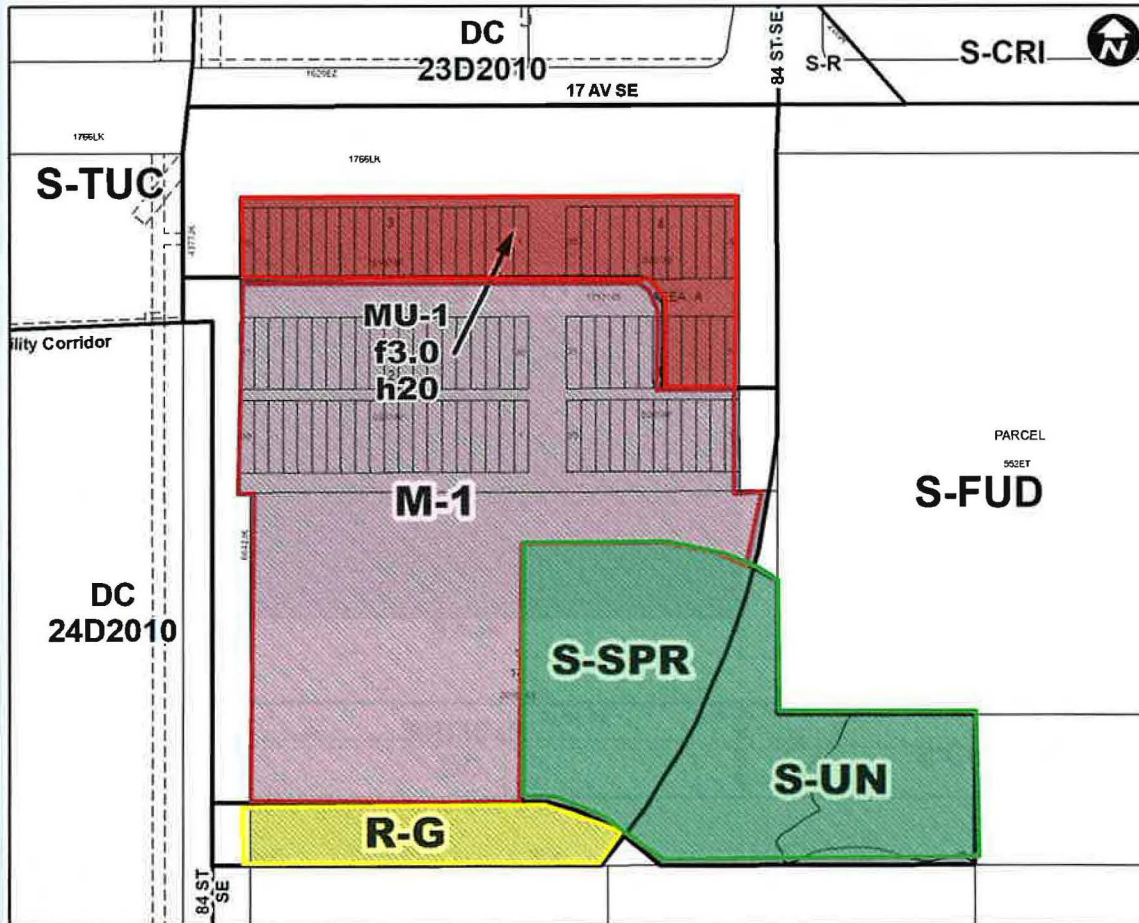 DC
23D2010
84 ST SE
S-R
S-CRI
N
17 AV SE
1766LK
1766LK
S-TUC
MU-1
f3.0
h20
ility Corridor
PARCEL
552ET
S-FUD
M-1
DC
24D2010
S-SPR
S-UN
R-G
84 ST
SE